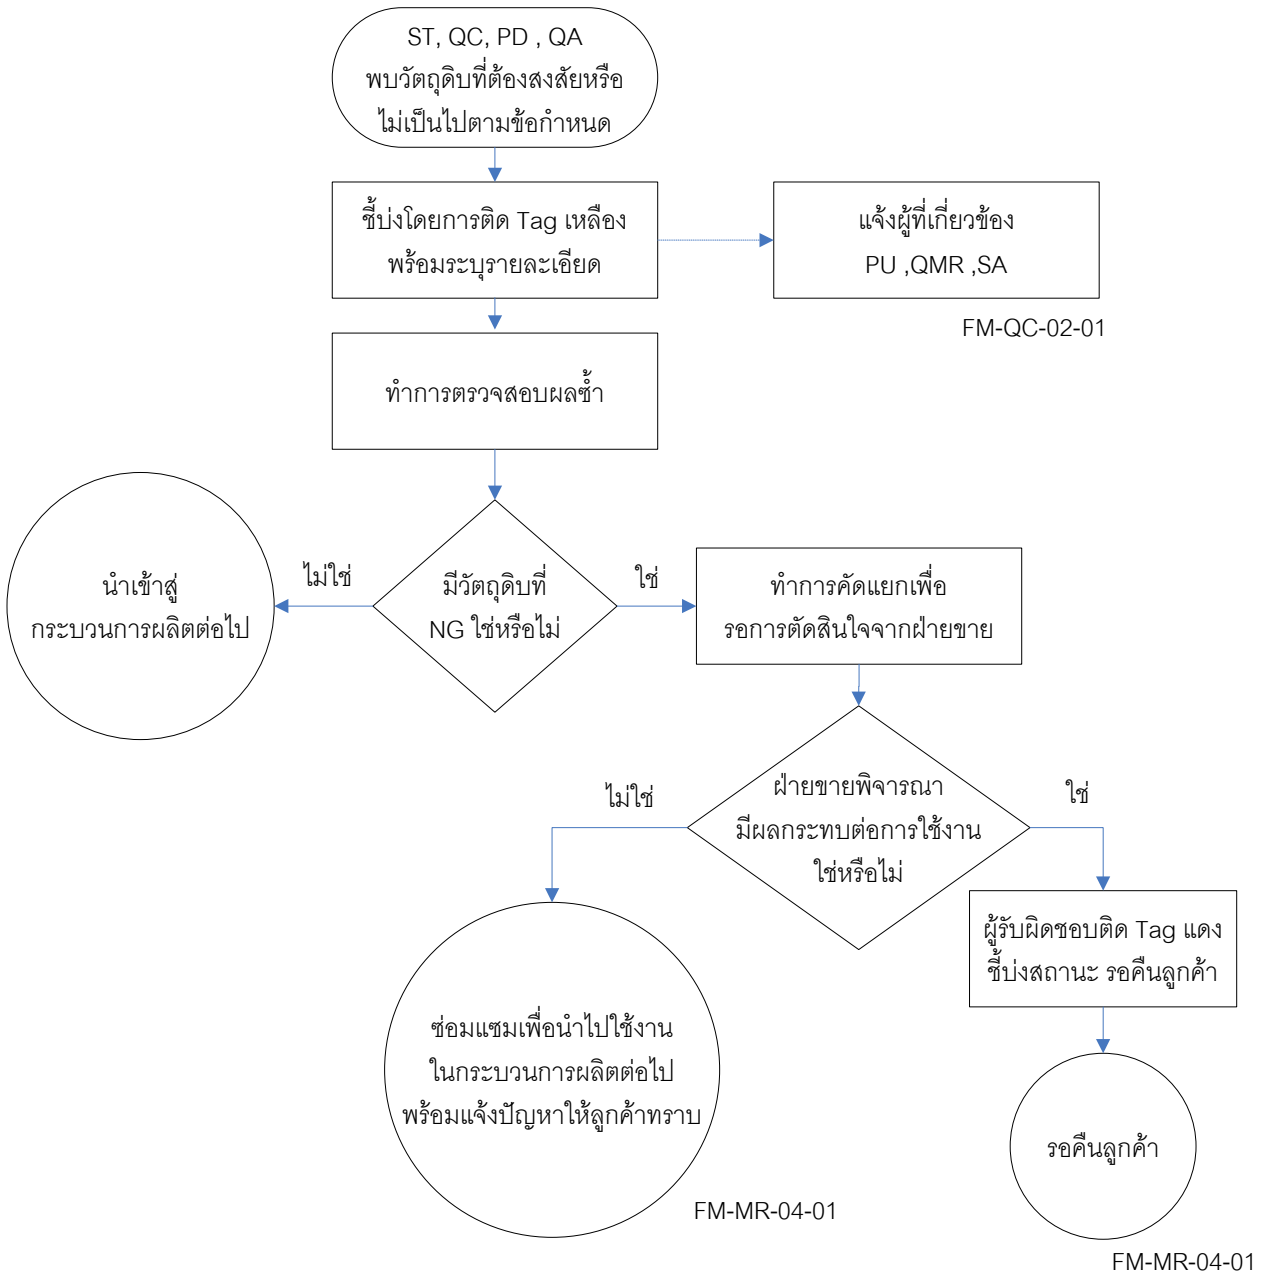 ST, QC, PD , QA
พบวัตถุดิบที่ต้องสงสัยหรือ
ไม่เป็นไปตามข้อกำหนด
ชี้บ่งโดยการติด Tag เหลือง
พร้อมระบุรายละเอียด
แจ้งผู้ที่เกี่ยวข้อง
PU ,QMR ,SA
FM-QC-02-01
ทำการตรวจสอบผลซ้ำ
มีวัตถุดิบที่
NG ใช่หรือไม่
ไม่ใช่
นำเข้าสู่
กระบวนการผลิตต่อไป
ใช่
ทำการคัดแยกเพื่อ
รอการตัดสินใจจากฝ่ายขาย
ฝ่ายขายพิจารณา
มีผลกระทบต่อการใช้งาน
ใช่หรือไม่
ไม่ใช่
ใช่
ผู้รับผิดชอบติด Tag แดง
ชี้บ่งสถานะ รอคืนลูกค้า
ซ่อมแซมเพื่อนำไปใช้งาน
ในกระบวนการผลิตต่อไป
พร้อมแจ้งปัญหาให้ลูกค้าทราบ
FM-MR-04-01
รอคืนลูกค้า
FM-MR-04-01